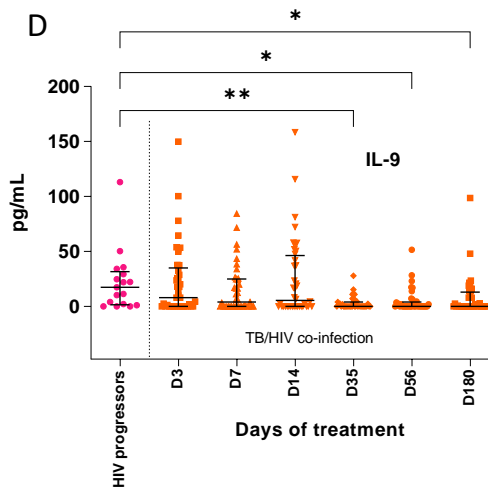 D
*
*
**
200
150
100
50
0
pg/mL
IL-9
TB/HIV co-infection
HIV progressors
D3
D7
D14
D35
D56
D180
Days of treatment